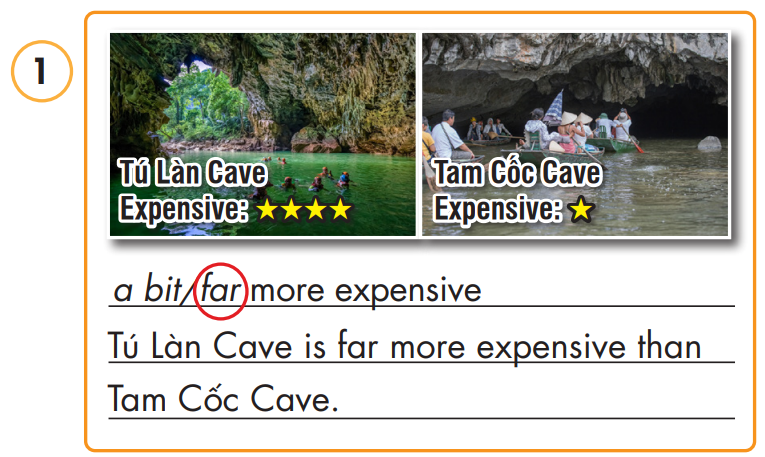 1
Tú Làn Cave
Expensive: ★★★★
Tam Cốc Cave
Expensive: ★
a bit/far more expensive
Tú Làn Cave is far more expensive than
Tam Cốc Cave.